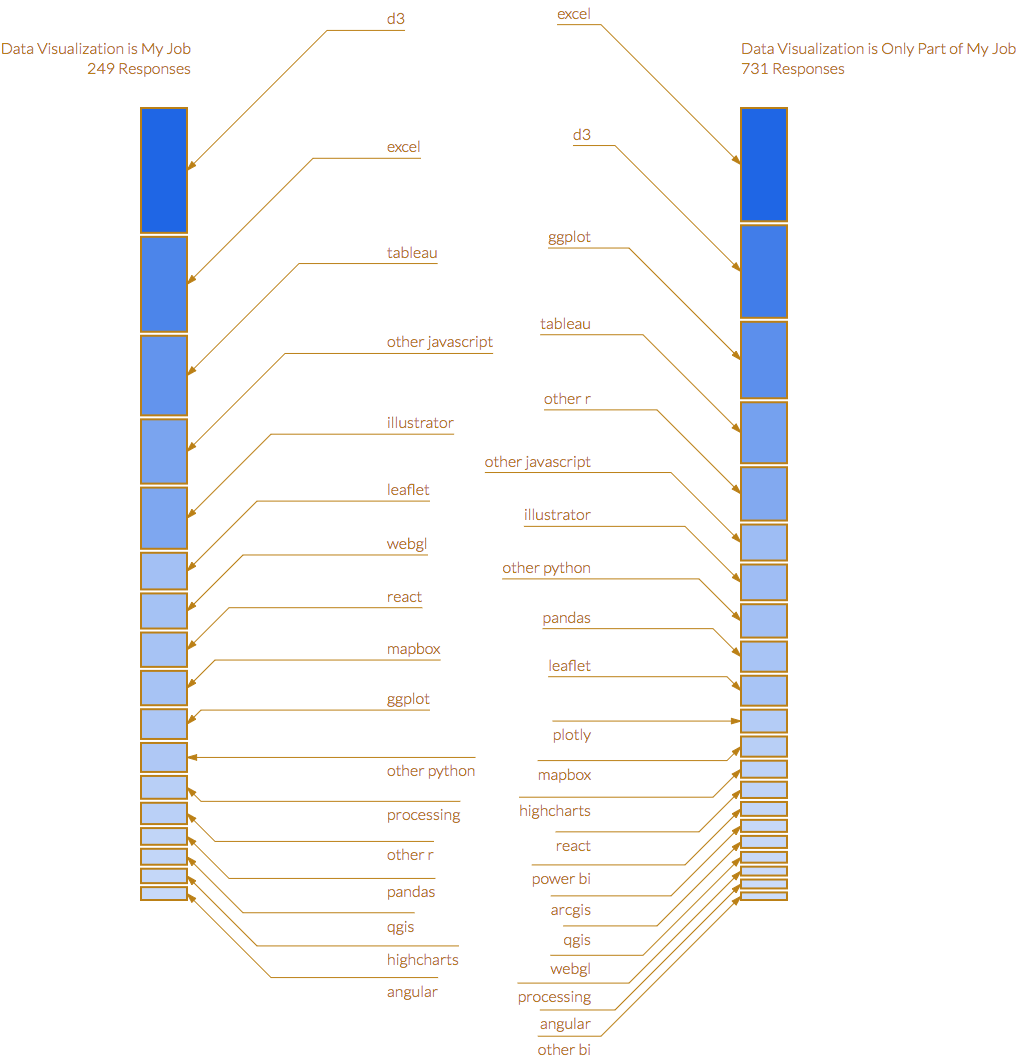 Data Visualization is My Job
249 Responses
d3
excel
tableau
other javascript
illustrator
leaflet
webgl
react
mapbox
ggplot
other python
processing
other r
pandas
qgis
highcharts
angular
Data Visualization is Only Part of My Job
731 Responses
excel
d3
ggplot
tableau
other r
other javascript
illustrator
other python
pandas
leaflet
plotly
mapbox
highcharts
react
power bi
arcgis
qgis
webgl
processing
angular
other bi